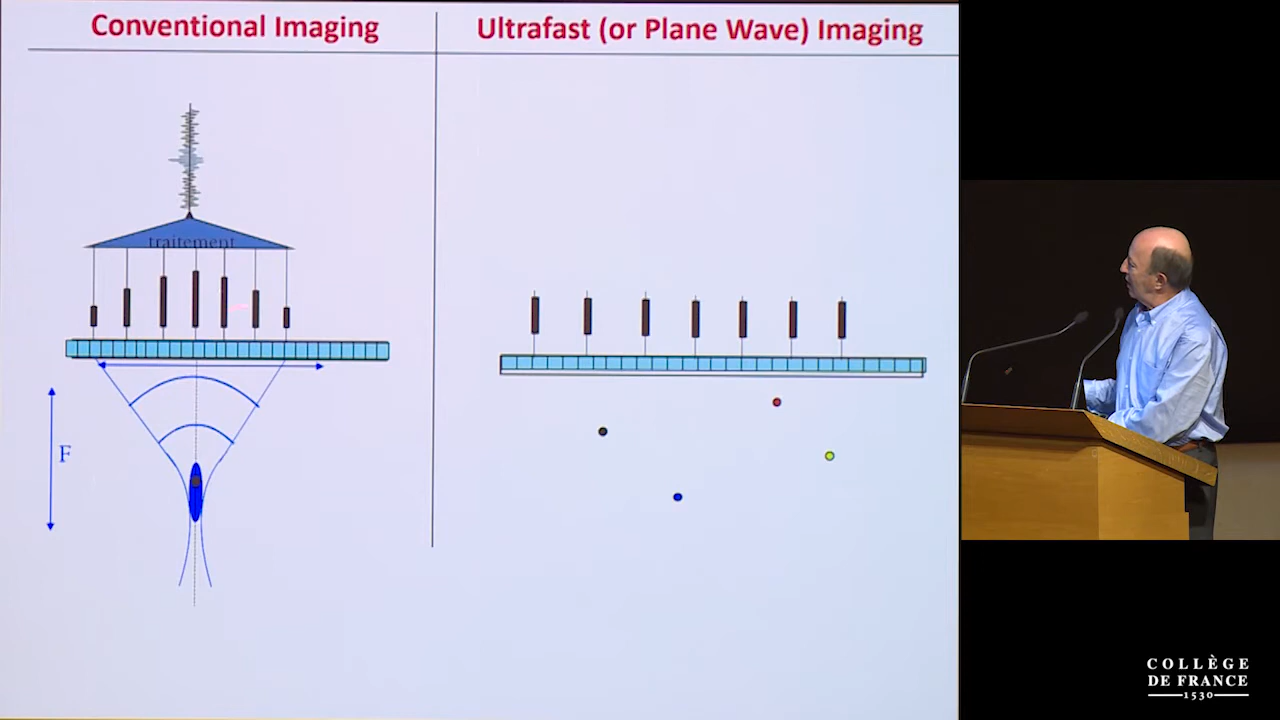 Conventional Imaging
Ultrafast (or Plane Wave) Imaging
traitement
F
COLLÈGE
DE FRANCE
1530